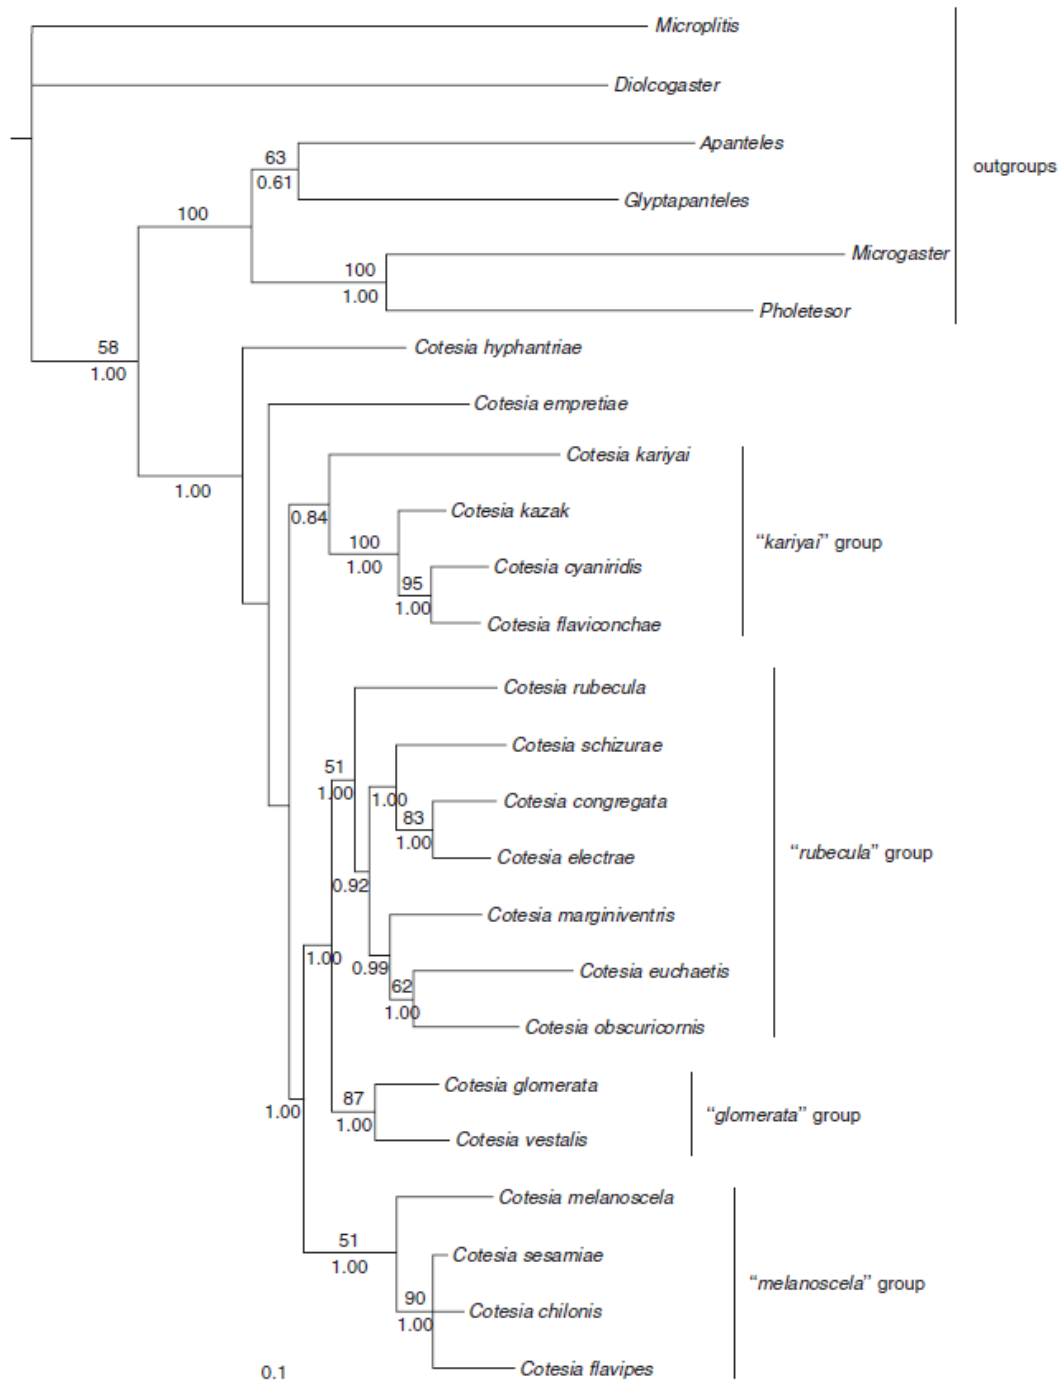 Microplitis
Diolcogaster
Apanteles
63
0.61
outgroups
Glyptapanteles
100
Microgaster
100
1.00
Pholetesor
58
1.00
Cotesia hyphantriae
Cotesia empretiae
Cotesia kariyai
1.00
0.84
Cotesia kazak
100
1.00
“kariyai” group
Cotesia cyaniridis
95
1.00
Cotesia flaviconchae
Cotesia rubecula
Cotesia schizurae
51
1.00
1.00
Cotesia congregata
83
1.00
“rubecula” group
Cotesia electrae
0.92
Cotesia marginiventris
1.00
0.99
Cotesia euchaetis
62
1.00
Cotesia obscuricornis
Cotesia glomerata
87
1.00
1.00
“glomerata” group
Cotesia vestalis
Cotesia melanoscela
51
1.00
Cotesia sesamiae
“melanoscela” group
90
1.00
Cotesia chilonis
Cotesia flavipes
0.1